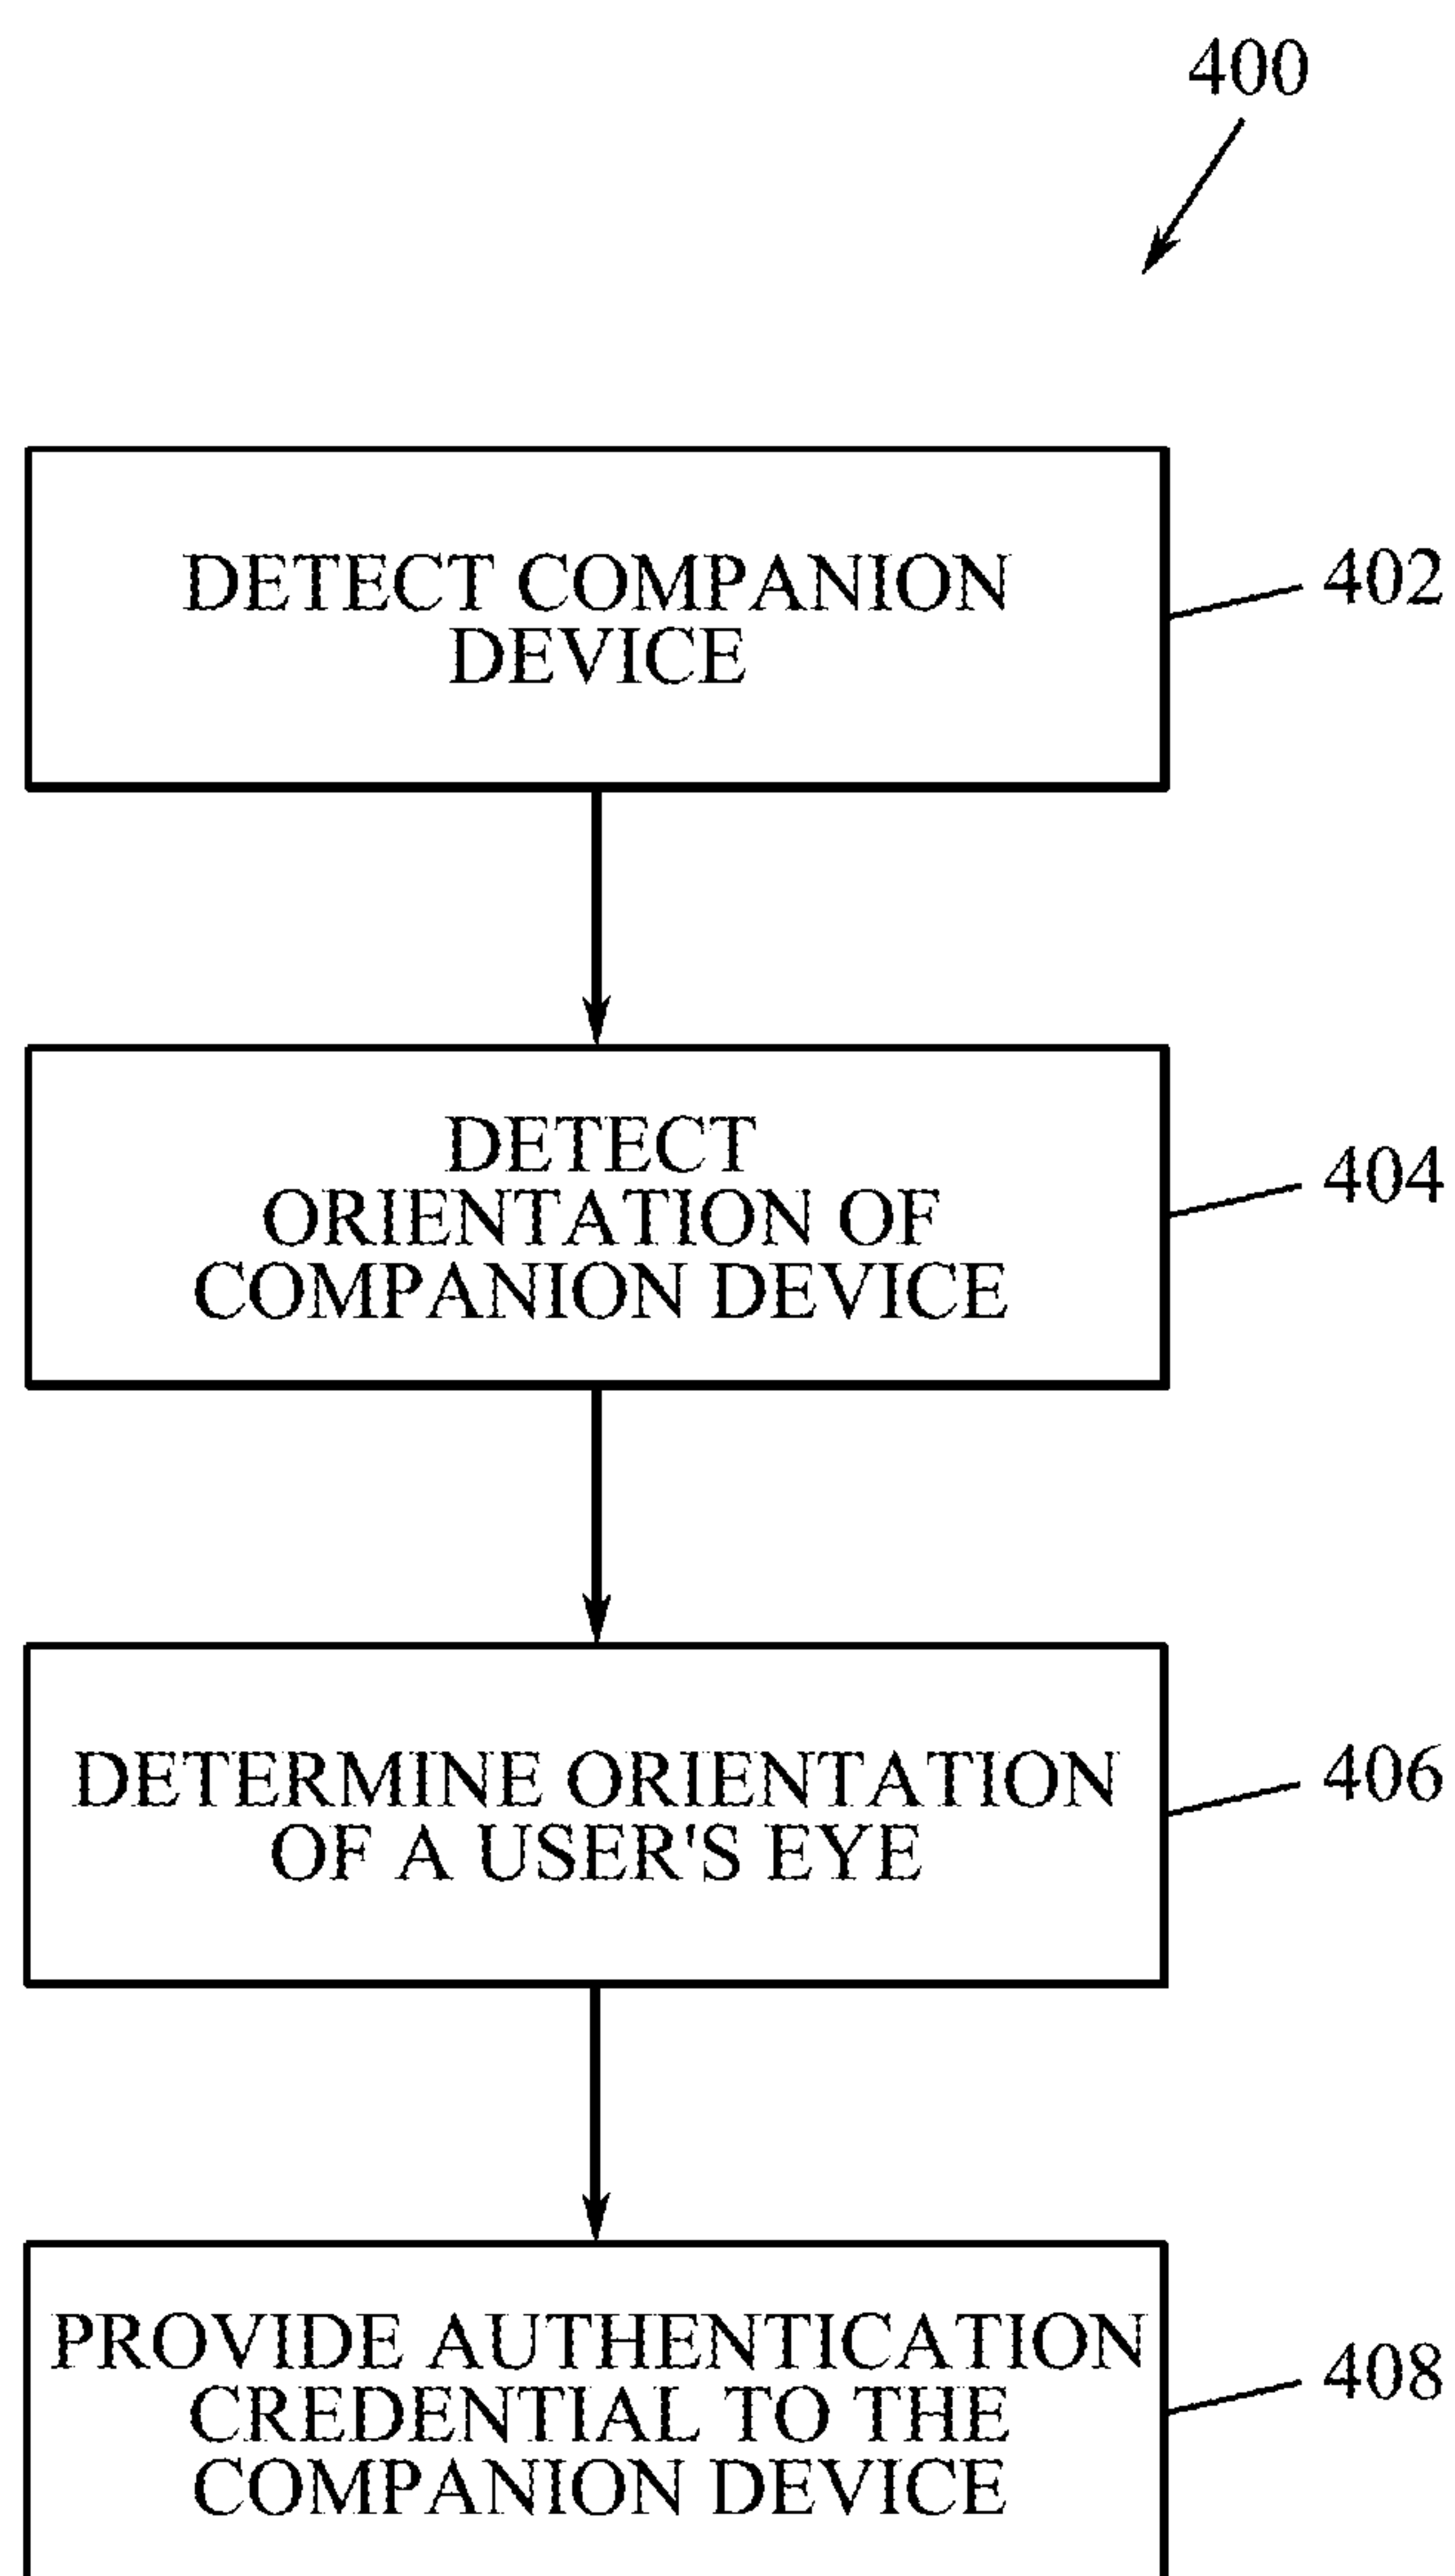 400
DETECT COMPANION
DEVICE
402
DETECT
ORIENTATION OF
COMPANION DEVICE
404
DETERMINE ORIENTATION
OF A USER'S EYE
406
PROVIDE AUTHENTICATION
CREDENTIAL TO THE
COMPANION DEVICE
408